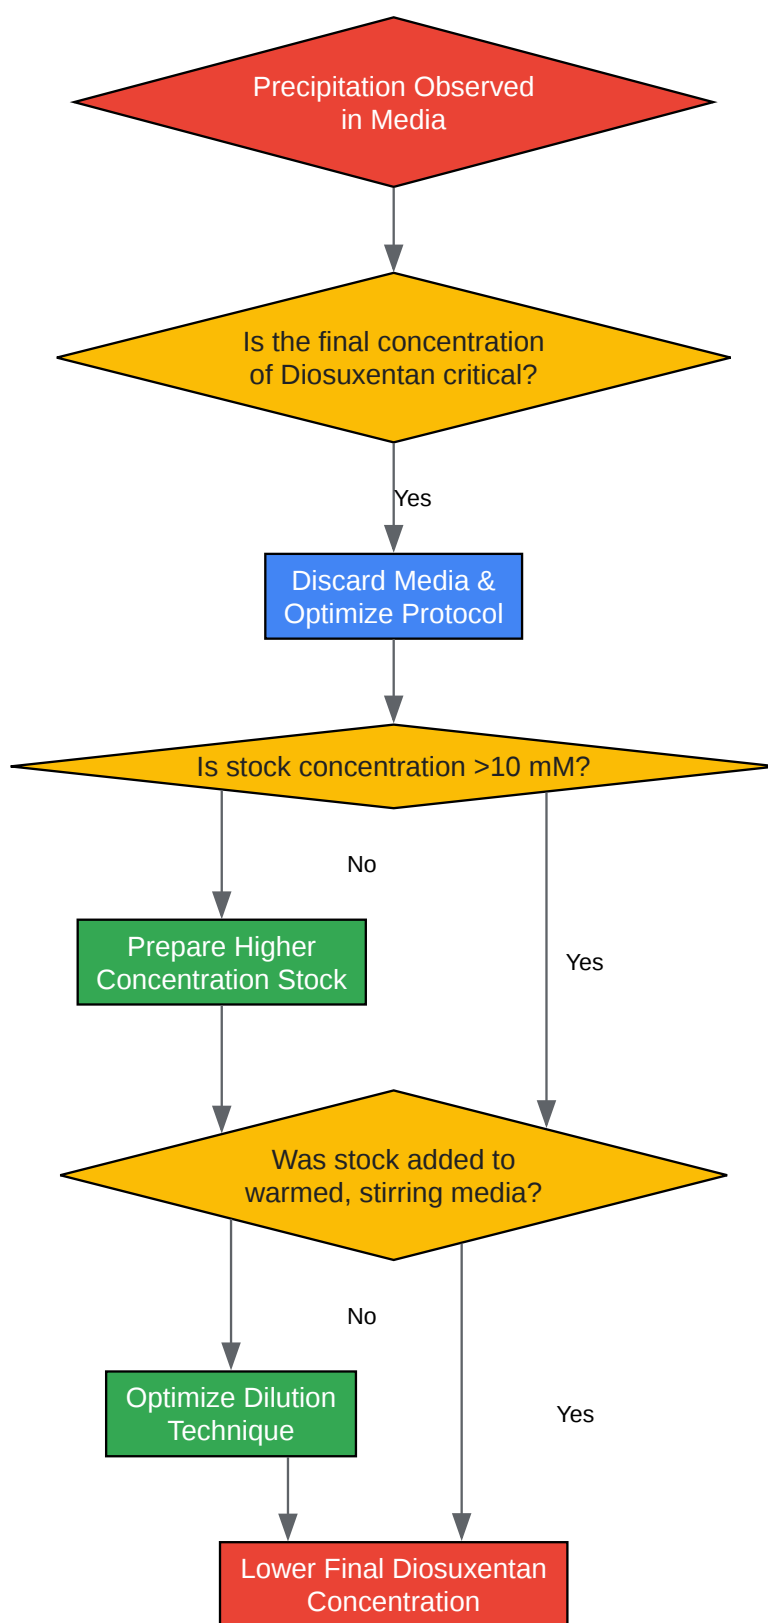 Precipitation Observed
in Media
Is the final concentration
of Diosuxentan critical?
Yes
Discard Media &
Optimize Protocol
Is stock concentration >10 mM?
No
Prepare Higher
Concentration Stock
Yes
Was stock added to
warmed, stirring media?
No
Optimize Dilution
Technique
Yes
Lower Final Diosuxentan
Concentration